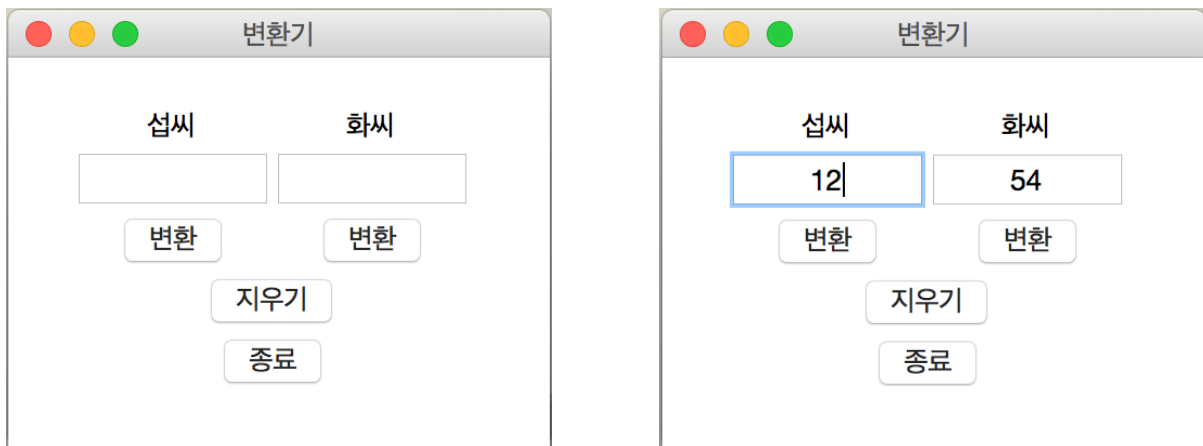 변환기
섭씨 화씨
변환 변환
지우기
종료
변환기
섭씨 화씨
12 54
변환 변환
지우기
종료